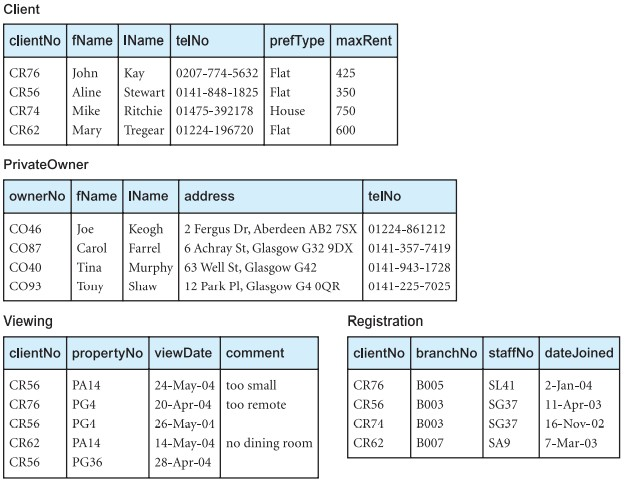 Client
clientNo fName lName telNo prefType maxRent
CR76 John Kay 0207-774-5632 Flat 425
CR56 Aline Stewart 0141-848-1825 Flat 350
CR74 Mike Ritchie 01475-392178 House 750
CR62 Mary Tregear 01224-196720 Flat 600
PrivateOwner
ownerNo fName lName address telNo
CO46 Joe Keogh 2 Fergus Dr, Aberdeen AB2 7SX 01224-861212
CO87 Carol Farrel 6 Achray St, Glasgow G32 9DX 0141-357-7419
CO40 Tina Murphy 63 Well St, Glasgow G42 0141-943-1728
CO93 Tony Shaw 12 Park Pl, Glasgow G4 0QR 0141-225-7025
Viewing
clientNo propertyNo viewDate comment
CR56 PA14 24-May-04 too small
CR76 PG4 20-Apr-04 too remote
CR56 PG4 26-May-04
CR62 PA14 14-May-04 no dining room
CR56 PG36 28-Apr-04
Registration
clientNo branchNo staffNo dateJoined
CR76 B005 SL41 2-Jan-04
CR56 B003 SG37 11-Apr-03
CR74 B003 SG37 16-Nov-02
CR62 B007 SA9 7-Mar-03